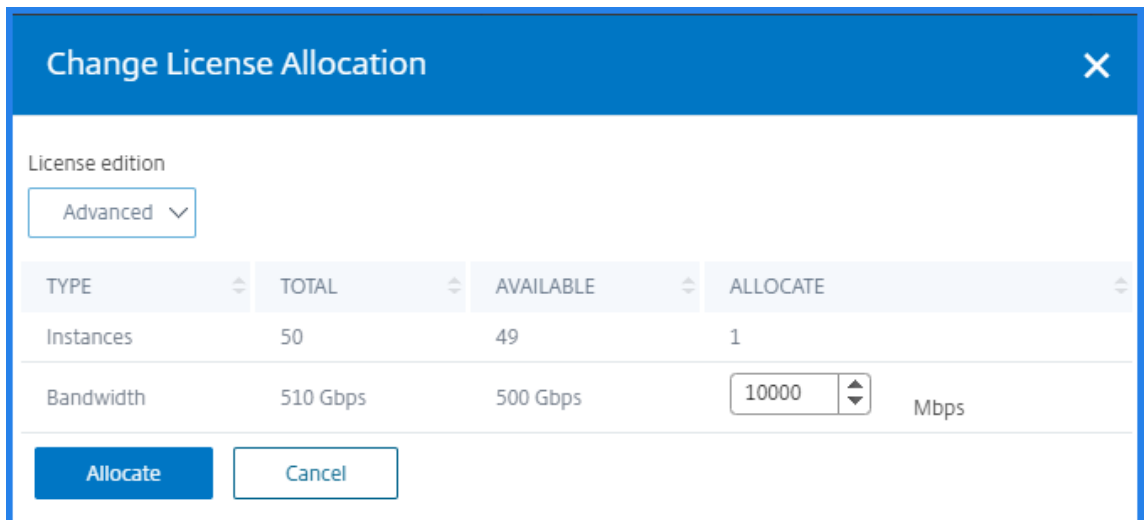 Change License Allocation
License edition
Advanced
TYPE TOTAL AVAILABLE ALLOCATE
Instances 50 49 1
Bandwidth 510 Gbps 500 Gbps 10000 Mbps
Allocate Cancel